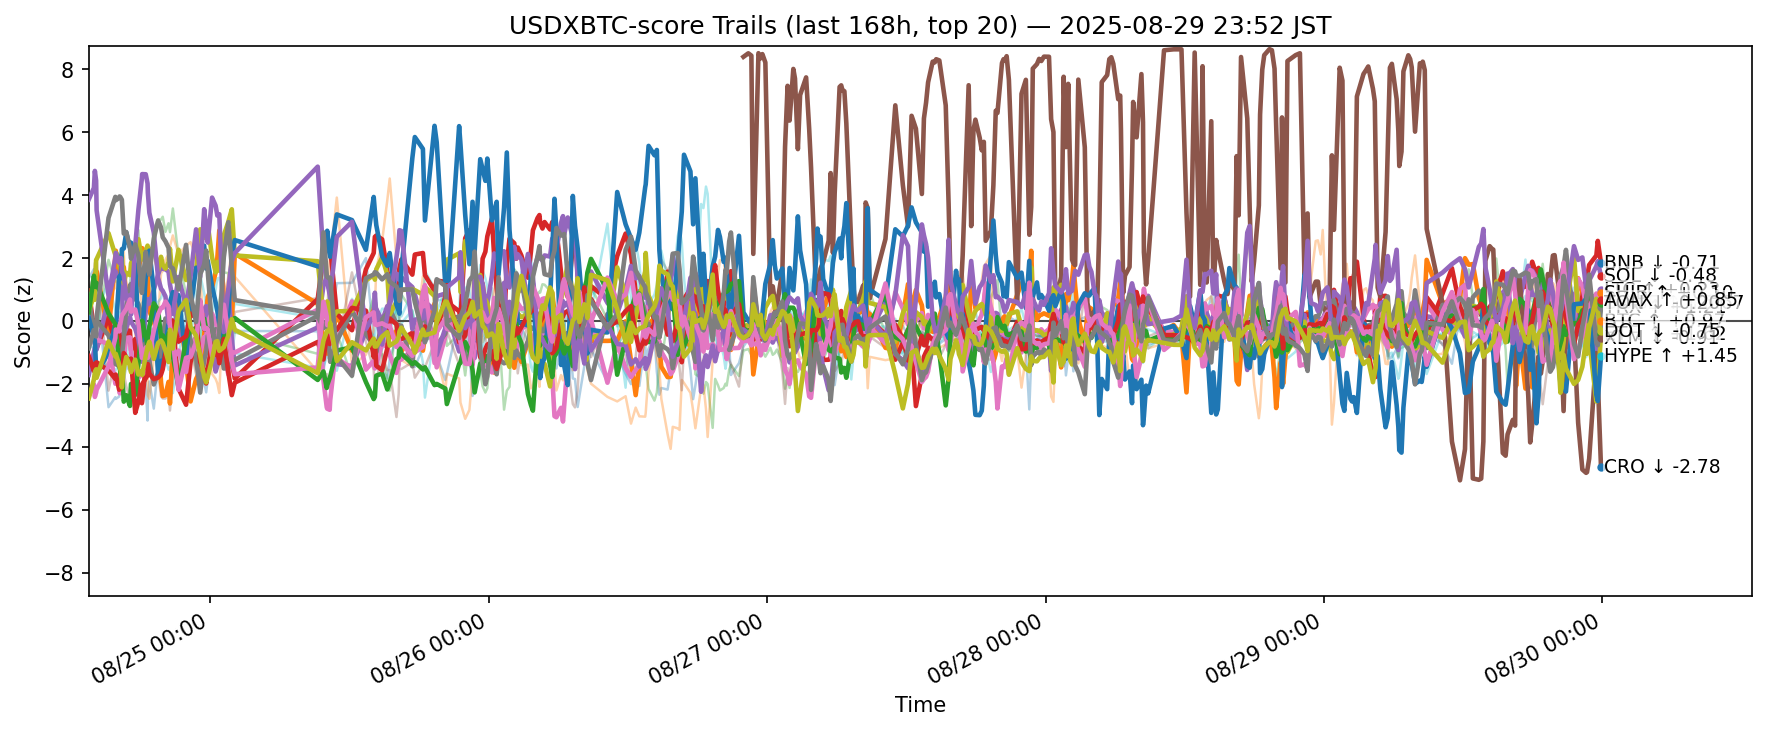 USDXBTC-score Trails (last 168h, top 20) — 2025-08-29 23:52 JST
Score (z)
8
6
4
2
0
−2
−4
−6
−8
BNB ↓ -0.71
SOL ↓ -0.48
AVAX ↑ +0.85
DOT ↓ -0.75
HYPE ↑ +1.45
CRO ↓ -2.78
08/25 00:00
08/26 00:00
08/27 00:00
08/28 00:00
08/29 00:00
08/30 00:00
Time